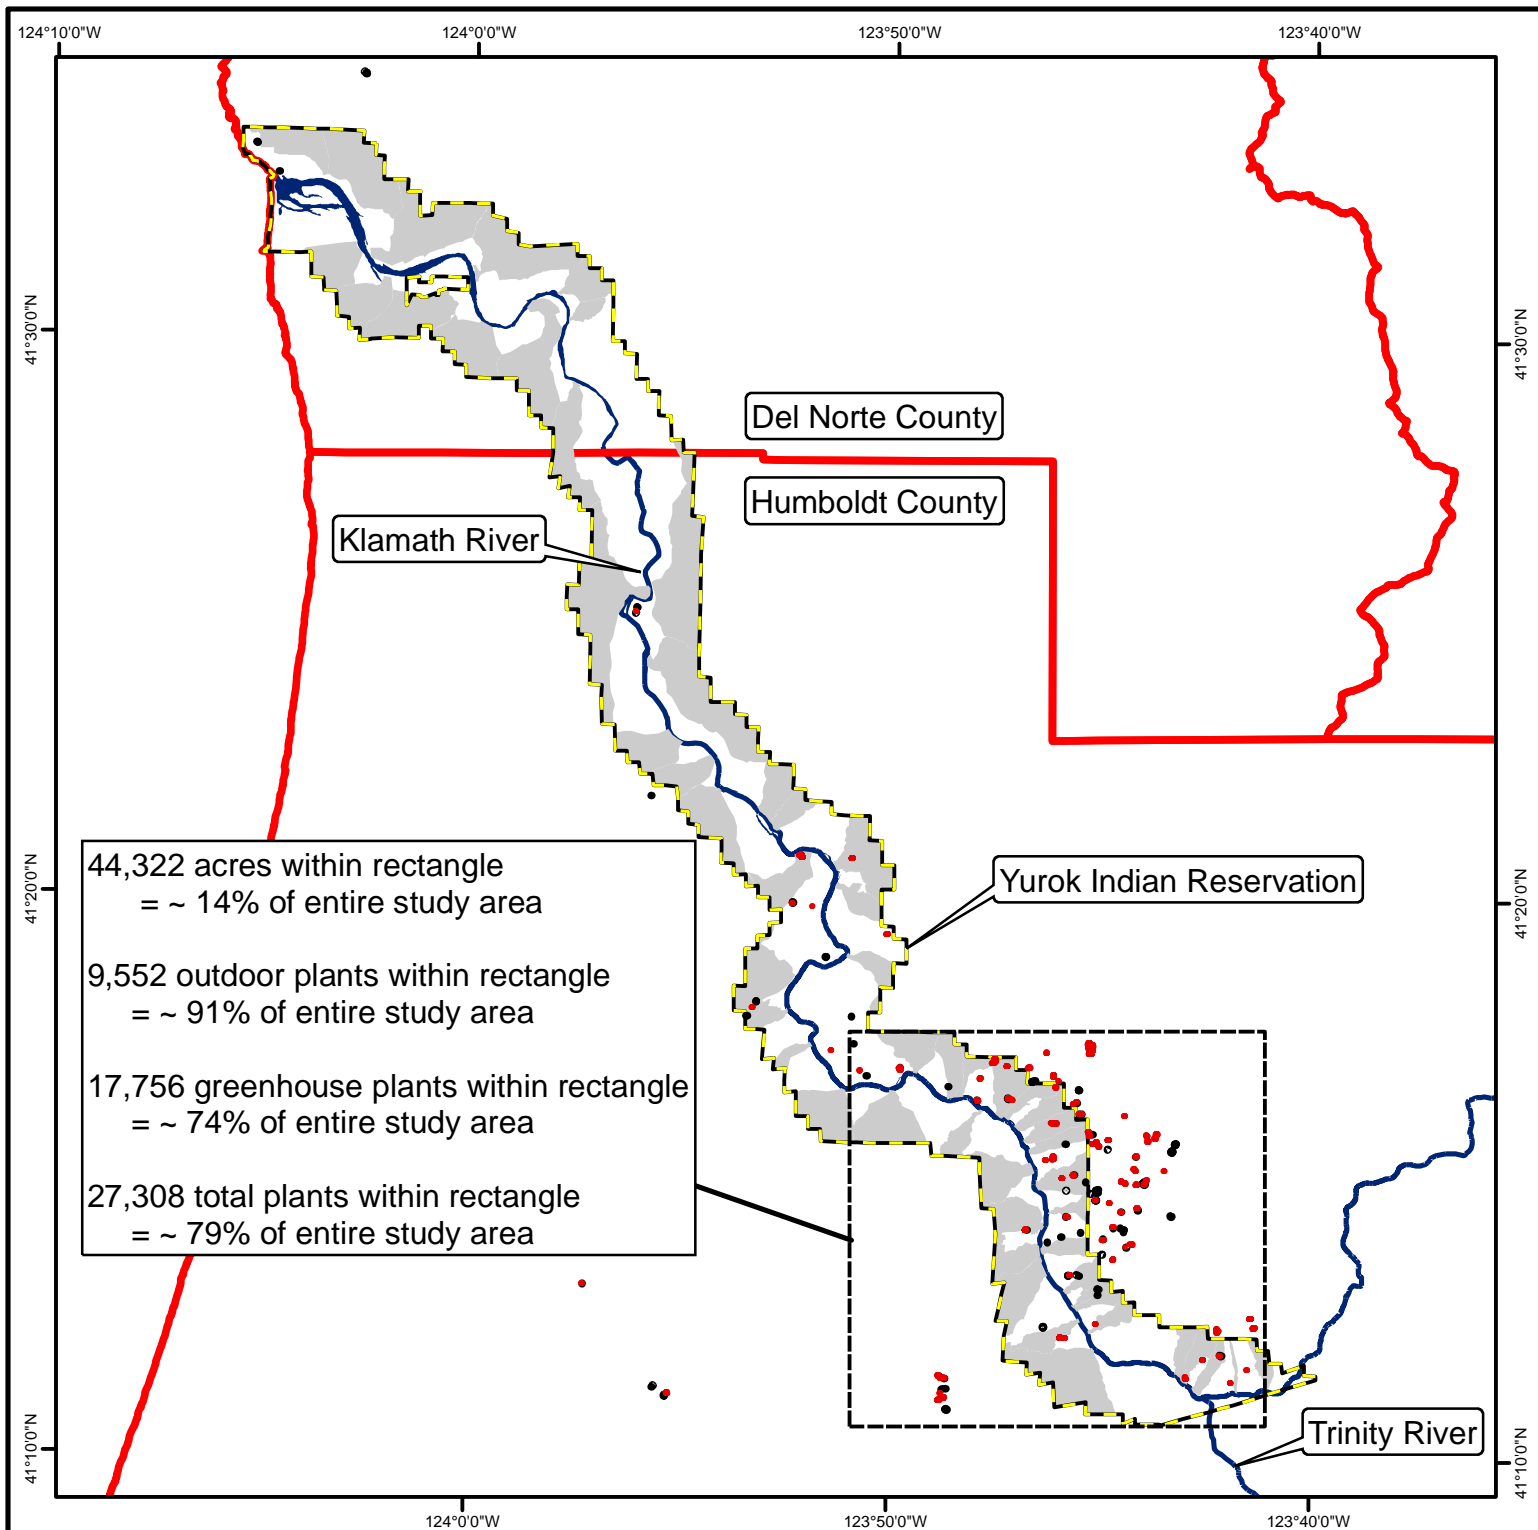 124°10'0"W
124°0'0"W
123°50'0"W
123°40'0"W
41°30'0"N
41°30'0"N
Del Norte County
Humboldt County
Klamath River
44,322 acres within rectangle
= ~ 14% of entire study area
9,552 outdoor plants within rectangle
= ~ 91% of entire study area
17,756 greenhouse plants within rectangle
= ~ 74% of entire study area
27,308 total plants within rectangle
= ~ 79% of entire study area
Yurok Indian Reservation
41°20'0"N
41°20'0"N
Trinity River
41°10'0"N
41°10'0"N
124°0'0"W
123°50'0"W
123°40'0"W